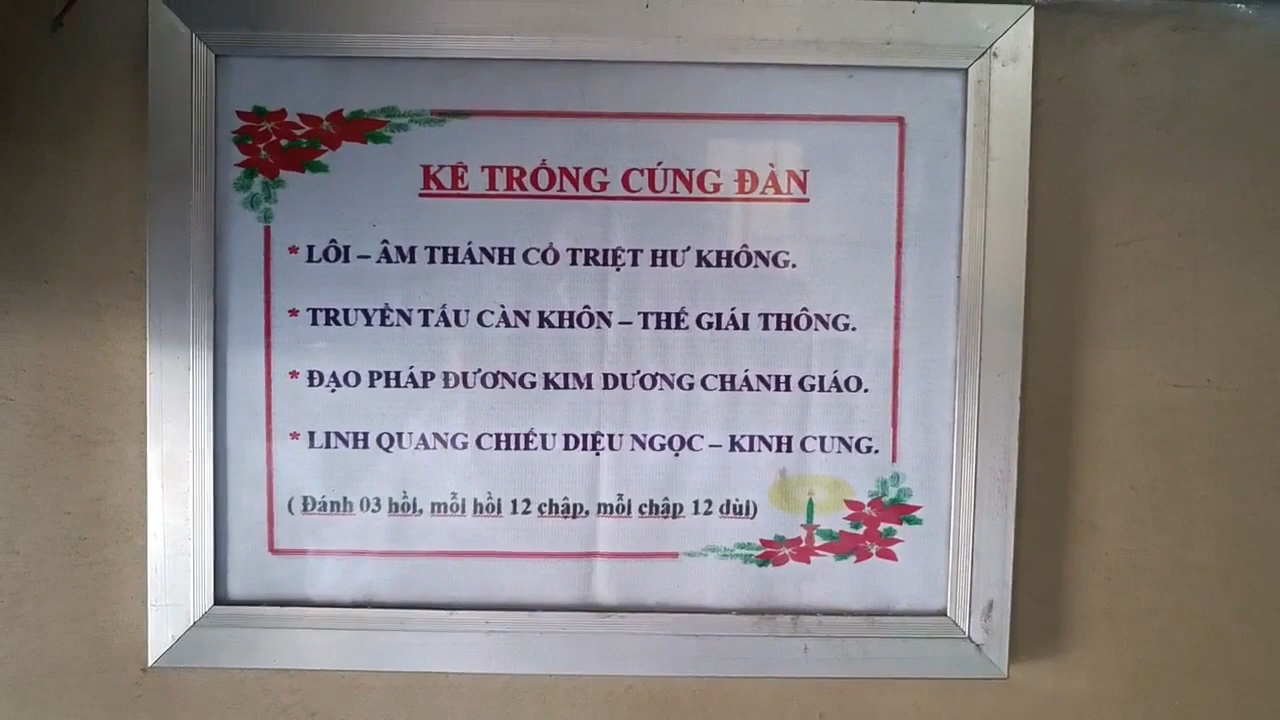 KỆ TRỐNG CÚNG ĐÀN
* LÔI – ÂM THÁNH CỔ TRIỆT HƯ KHÔNG.
* TRUYỀN TẤU CÀN KHÔN – THẾ GIÁI THÔNG.
* ĐẠO PHÁP ĐƯƠNG KIM DƯƠNG CHÁNH GIÁO.
* LINH QUANG CHIẾU DIỆU NGỌC – KINH CUNG.
( Đánh 03 hồi, mỗi hồi 12 chập, mỗi chập 12 dùi)